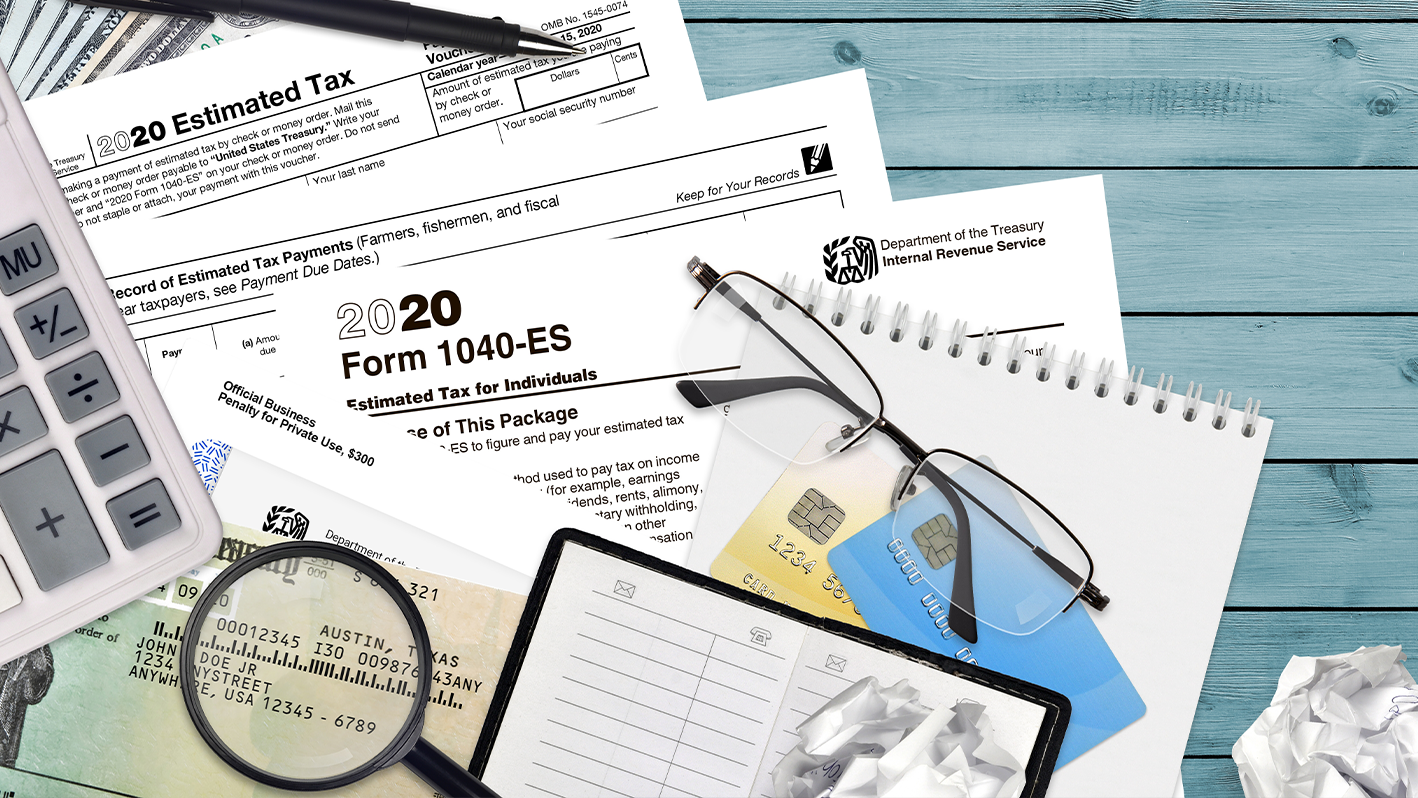 OMB No. 1545-0074
15, 2020
Calendar year—
Amount of estimated tax you are paying
by check or
money order.
Dollars
Cents
2020 Estimated Tax
Treasury
Service
making a payment of estimated tax by check or money order. Mail this
check or money order payable to “United States Treasury.” Write your
er and “2020 Form 1040-ES” on your check or money order. Do not send
not staple or attach, your payment with this voucher.
Your last name
Your social security number
Keep for Your Records
Record of Estimated Tax Payments (Farmers, fishermen, and fiscal
year taxpayers, see Payment Due Dates.)
(a) Amou
due
Department of the Treasury
Internal Revenue Service
2020
Form 1040-ES
Estimated Tax for Individuals
se of This Package
-ES to figure and pay your estimated tax
thod used to pay tax on income
(for example, earnings
idends, rents, alimony,
tary withholding,
n other
nsation
Official Business
Penalty for Private Use, $300
Department of the
MU
+/−
÷
×
−
+
=
000
321
09
20
order of
AUSTIN, TEXAS
00012345 I30 009876
43ANY
JOHN DOE JR
1234 ANYSTREET
ANYWHERE, USA 12345 - 6789
1234 567
CARD
0000 0000